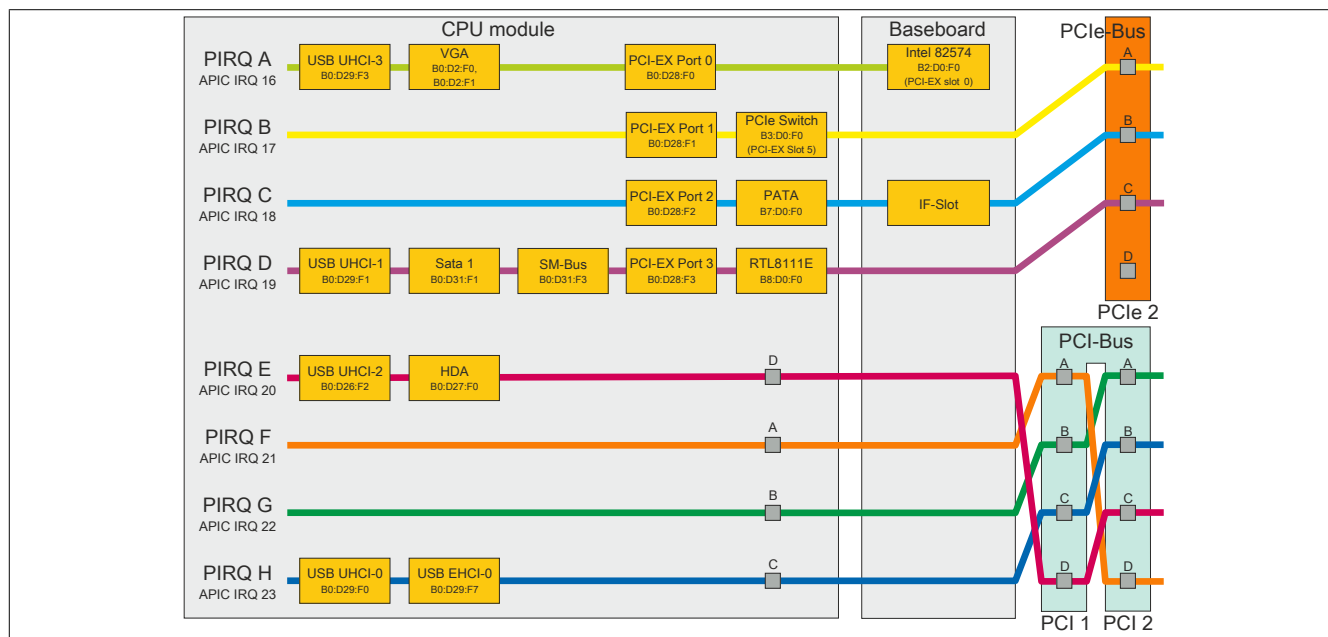 CPU module
Baseboard
PCIe-Bus
PIRQ A
APIC IRQ 16
USB UHCI-3
B0:D29:F3
VGA
B0:D2:F0,
B0:D2:F1
PCI-EX Port 0
B0:D28:F0
Intel 82574
B2:D0:F0
(PCI-EX slot 0)
A
PIRQ B
APIC IRQ 17
PCI-EX Port 1
B0:D28:F1
PCIe Switch
B3:D0:F0
(PCI-EX Slot 5)
B
PIRQ C
APIC IRQ 18
PCI-EX Port 2
B0:D28:F2
PATA
B7:D0:F0
IF-Slot
C
PIRQ D
APIC IRQ 19
USB UHCI-1
B0:D29:F1
Sata 1
B0:D31:F1
SM-Bus
B0:D31:F3
PCI-EX Port 3
B0:D28:F3
RTL8111E
B8:D0:F0
D
PCIe 2
PCI-Bus
PIRQ E
APIC IRQ 20
USB UHCI-2
B0:D26:F2
HDA
B0:D27:F0
D
A
A
PIRQ F
APIC IRQ 21
A
B
B
PIRQ G
APIC IRQ 22
B
C
C
PIRQ H
APIC IRQ 23
USB UHCI-0
B0:D29:F0
USB EHCI-0
B0:D29:F7
C
D
D
PCI 1
PCI 2